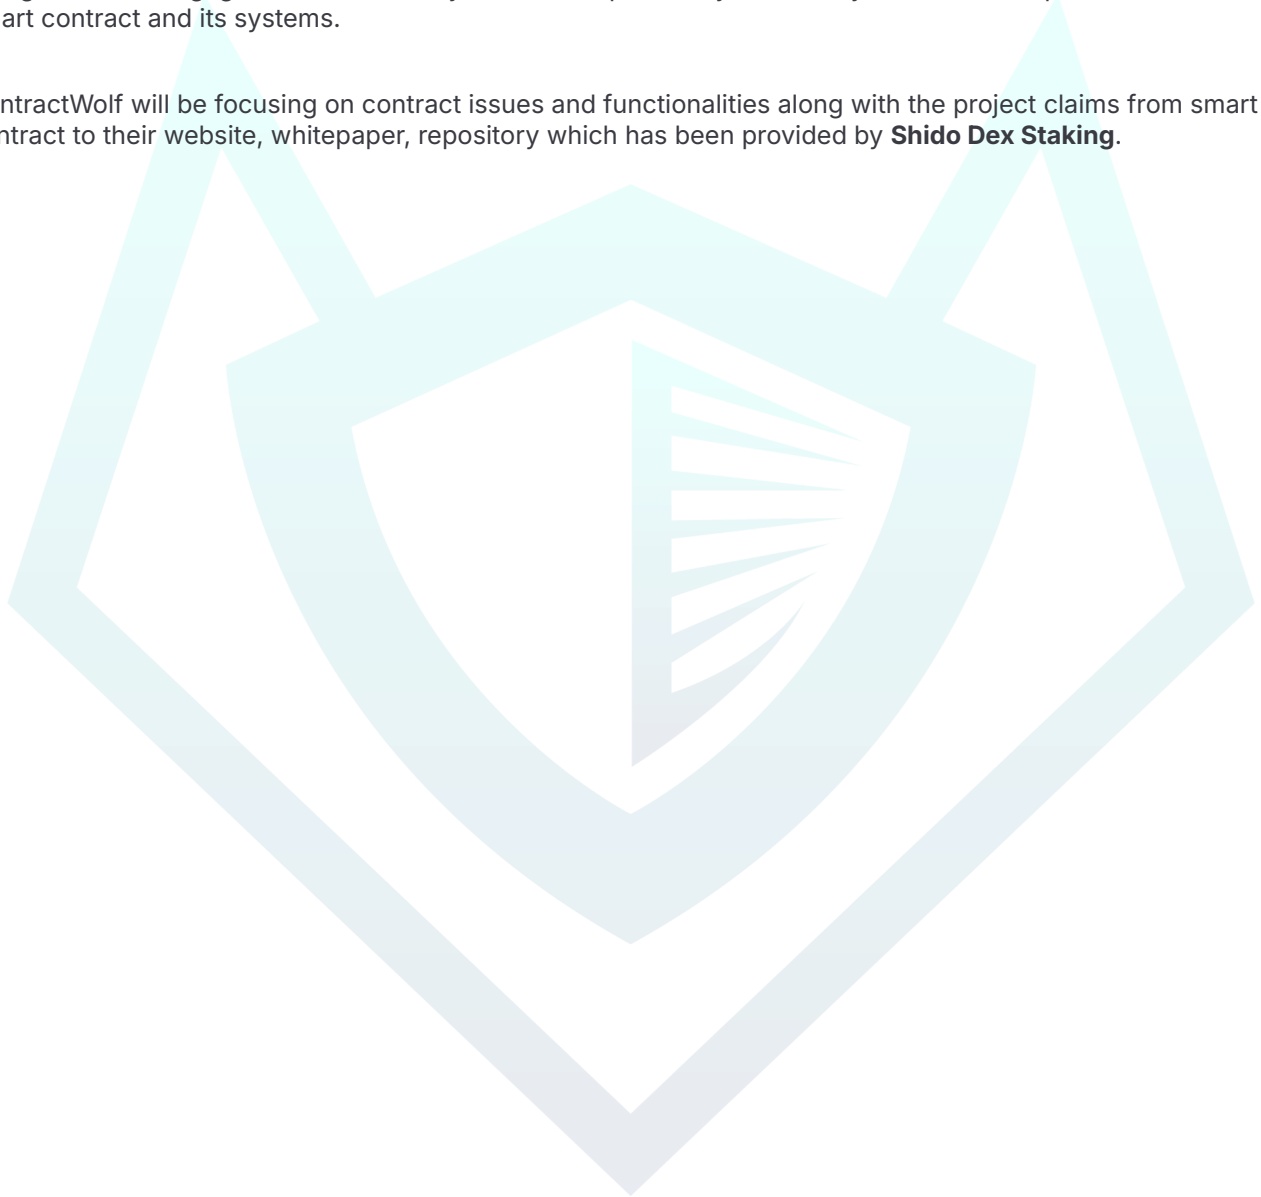 art contract and its systems.
ntractWolf will be focusing on contract issues and functionalities along with the project claims from smart
ntract to their website, whitepaper, repository which has been provided by Shido Dex Staking.